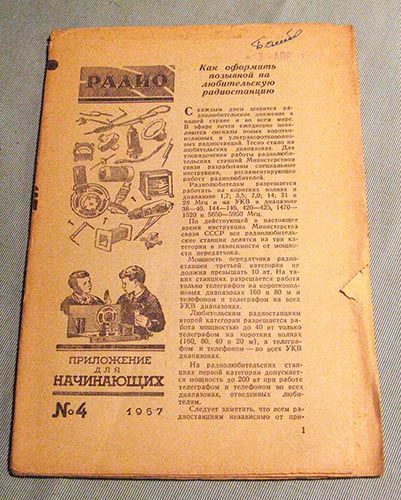 РАДИО
ПРИЛОЖЕНИЕ
ДЛЯ
НАЧИНАЮЩИХ
№4 1957
Как оформить
позывной на
любительскую
радиостанцию
С каждым днем ширится ра-
диолюбительское движение в
нашей стране и во всем мире.
В эфире почти ежедневно появ-
ляются сигналы новых коротко-
волновых и ультракоротковолно-
вых радиостанций. Тесно стало на
любительских диапазонах. Для
упорядочения работы радиолюби-
тельских станций Министерством
связи разработаны специальные
инструкции, регламентирующие
работу радиолюбителей.
Радиолюбителям разрешается
работать на коротких волнах в
диапазоне 1,7; 3,5; 7,0; 14; 21 и
28 Мгц и на УКВ в диапазоне
38—40, 144—146, 420—425, 1470—
1520 и 5650—5950 Мгц.
По действующей в настоящее
время инструкции Министерства
связи СССР все радиолюбитель-
ские станции делятся на три ка-
тегории в зависимости от мощно-
сти передатчика.
Мощность передатчика радио-
станции третьей категории не
должна превышать 10 вт. На та-
ких станциях разрешается работа
только телеграфом на коротковол-
новых диапазонах 160 и 80 м и
телефоном и телеграфом на всех
УКВ диапазонах.
Любительским радиостанциям
второй категории разрешается ра-
бота мощностью до 40 вт только
телеграфом на коротких волнах
(160, 80, 40 и 20 м), а телегра-
фом и телефоном — во всех УКВ
диапазонах.
На радиолюбительских стан-
циях первой категории допускает-
ся мощность до 200 вт при работе
телеграфом и телефоном во всех
диапазонах, отведенных любите-
лям.
Следует заметить, что всем ра-
диостанциям независимо от при-
1